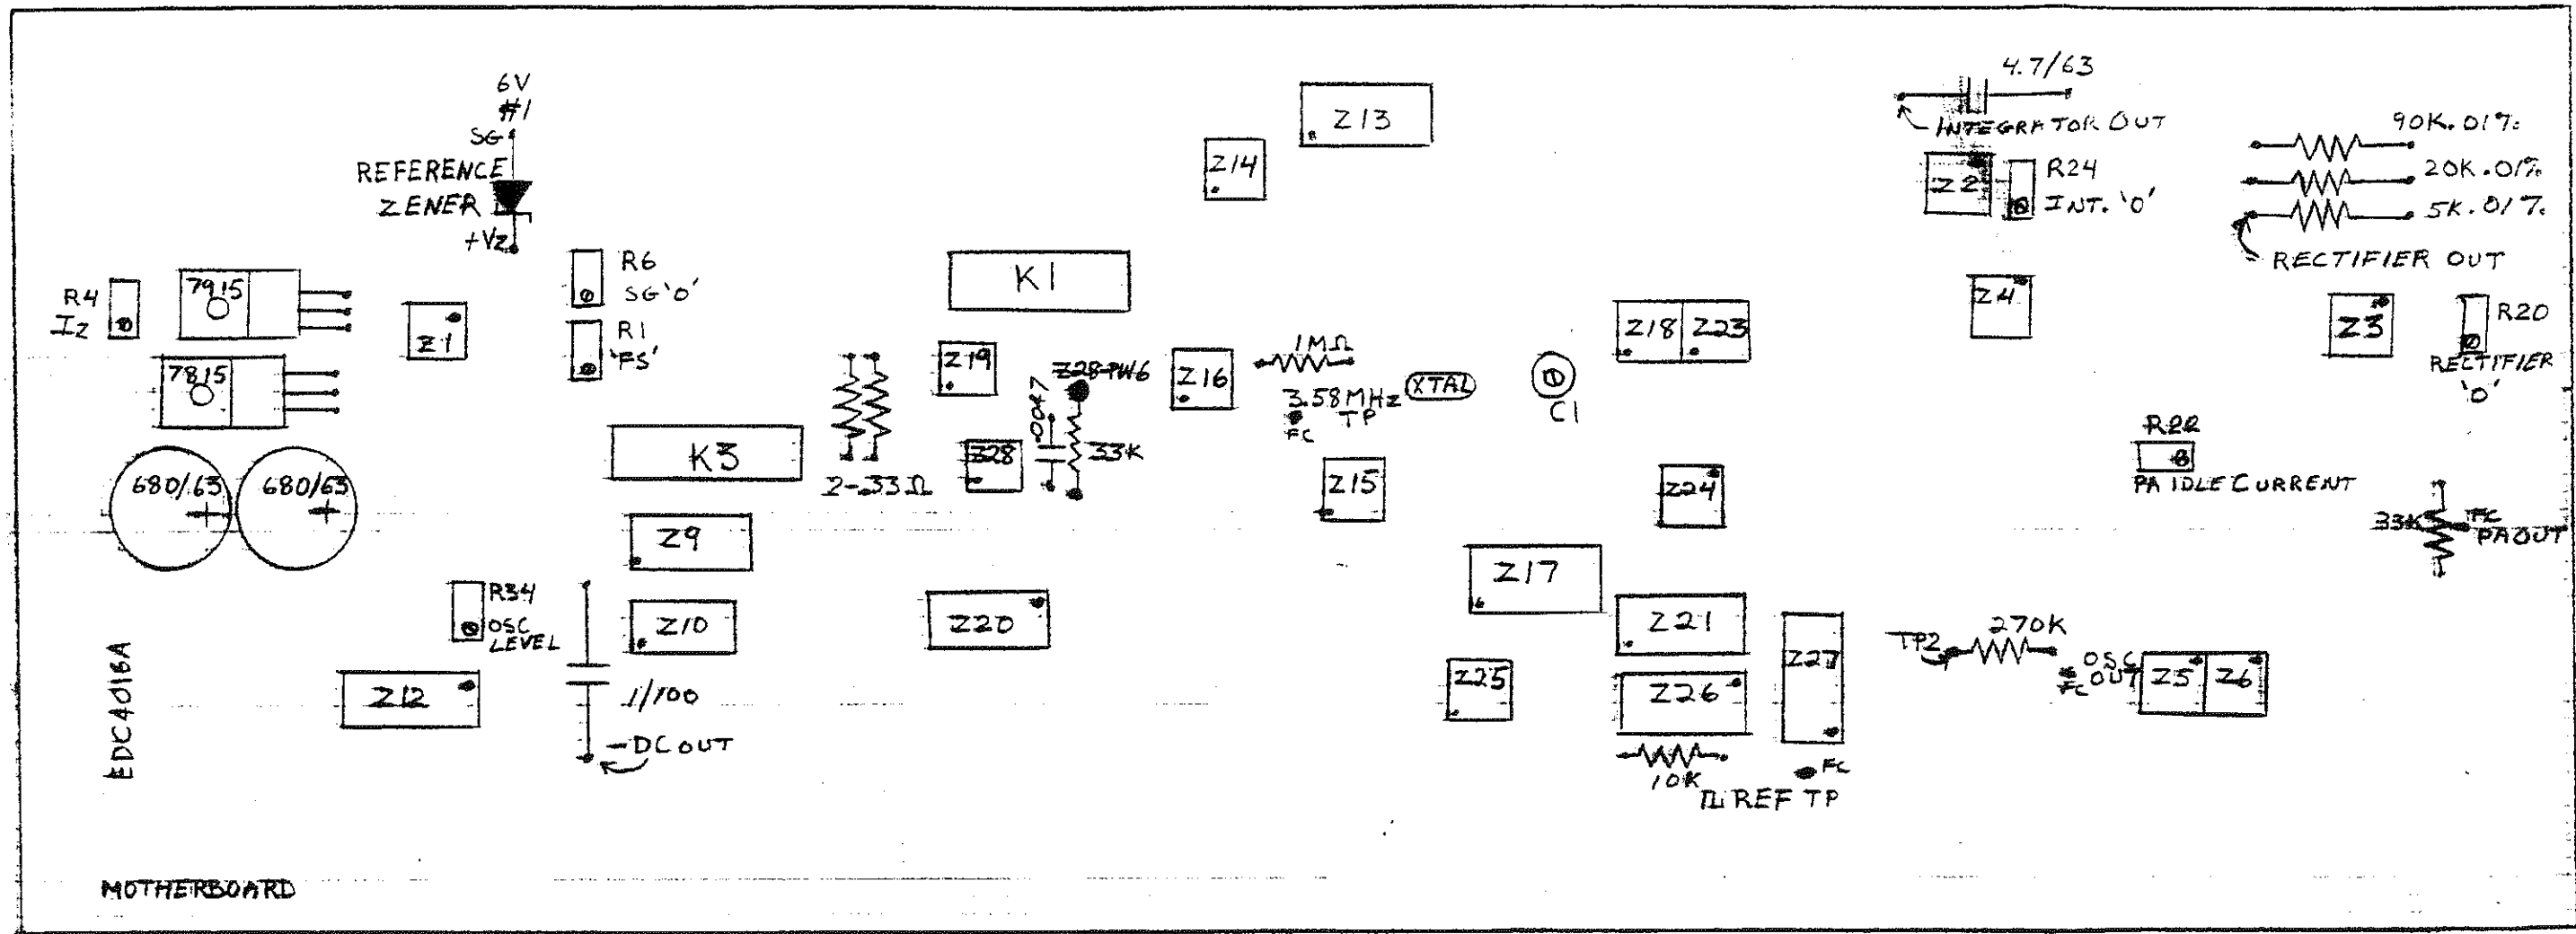 6V
#1
SG
REFERENCE
ZENER
+Vz
R4
Iz
7915
7815
Z1
R6
SG '0'
R1
'FS'
680/63
680/63
K3
K1
Z9
Z10
R34
OSC
LEVEL
Z12
.1/100
-DC OUT
EDC4016A
MOTHERBOARD
2-.33Ω
Z19
Z28
.0047
33K
Z20
Z13
Z14
Z16
1MΩ
3.58MHz
TP
FC
XTAL
C1
Z15
Z18
Z23
Z24
Z17
Z21
Z25
Z26
Z27
10K
FC
REF TP
4.7/63
INTEGRATOR OUT
Z2
R24
INT. '0'
90K .01%
20K .01%
5K .01%
RECTIFIER OUT
Z4
Z3
R20
RECTIFIER
'0'
R22
PA IDLE CURRENT
33K
FC
PA OUT
TP2
270K
OSC
OUT
FC
Z5
Z6